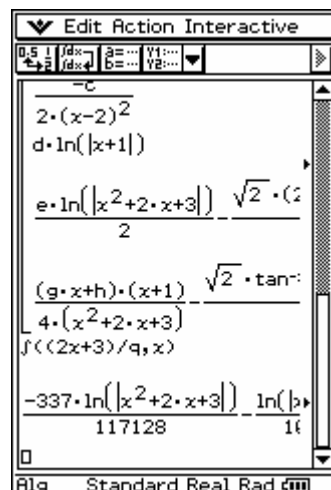 Edit Action Interactive
-c
2·(x-2)²
d·ln(|x+1|)
e·ln(|x²+2·x+3|) - √2·(2
2
(g·x+h)·(x+1) - √2·tan⁻
4·(x²+2·x+3)
∫((2x+3)/q,x)
-337·ln(|x²+2·x+3|) - ln(|x
117128
Alg Standard Real Rad